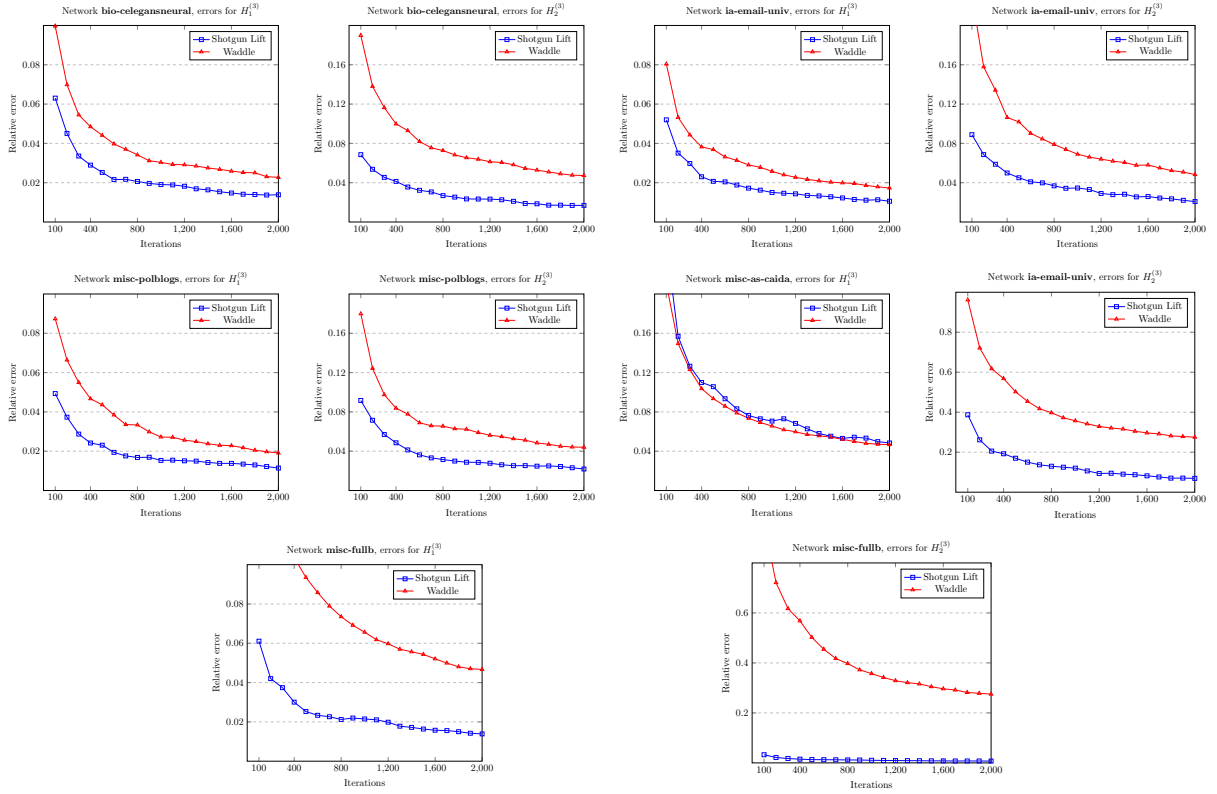 Network bio-celegansneural, errors for H₁⁽³⁾
Relative error
0.08
0.06
0.04
0.02
100 400 800 1,200 1,600 2,000
Iterations
Shotgun Lift
Waddle
Network bio-celegansneural, errors for H₂⁽³⁾
Relative error
0.16
0.12
0.08
0.04
100 400 800 1,200 1,600 2,000
Iterations
Shotgun Lift
Waddle
Network ia-email-univ, errors for H₁⁽³⁾
Relative error
0.08
0.06
0.04
0.02
100 400 800 1,200 1,600 2,000
Iterations
Shotgun Lift
Waddle
Network ia-email-univ, errors for H₂⁽³⁾
Relative error
0.16
0.12
0.08
0.04
100 400 800 1,200 1,600 2,000
Iterations
Shotgun Lift
Waddle
Network misc-polblogs, errors for H₁⁽³⁾
Relative error
0.08
0.06
0.04
0.02
100 400 800 1,200 1,600 2,000
Iterations
Shotgun Lift
Waddle
Network misc-polblogs, errors for H₂⁽³⁾
Relative error
0.16
0.12
0.08
0.04
100 400 800 1,200 1,600 2,000
Iterations
Shotgun Lift
Waddle
Network misc-as-caida, errors for H₁⁽³⁾
Relative error
0.16
0.12
0.08
0.04
100 400 800 1,200 1,600 2,000
Iterations
Shotgun Lift
Waddle
Network ia-email-univ, errors for H₂⁽³⁾
Relative error
0.8
0.6
0.4
0.2
100 400 800 1,200 1,600 2,000
Iterations
Shotgun Lift
Waddle
Network misc-fullb, errors for H₁⁽³⁾
Relative error
0.08
0.06
0.04
0.02
100 400 800 1,200 1,600 2,000
Iterations
Shotgun Lift
Waddle
Network misc-fullb, errors for H₂⁽³⁾
Relative error
0.6
0.4
0.2
100 400 800 1,200 1,600 2,000
Iterations
Shotgun Lift
Waddle